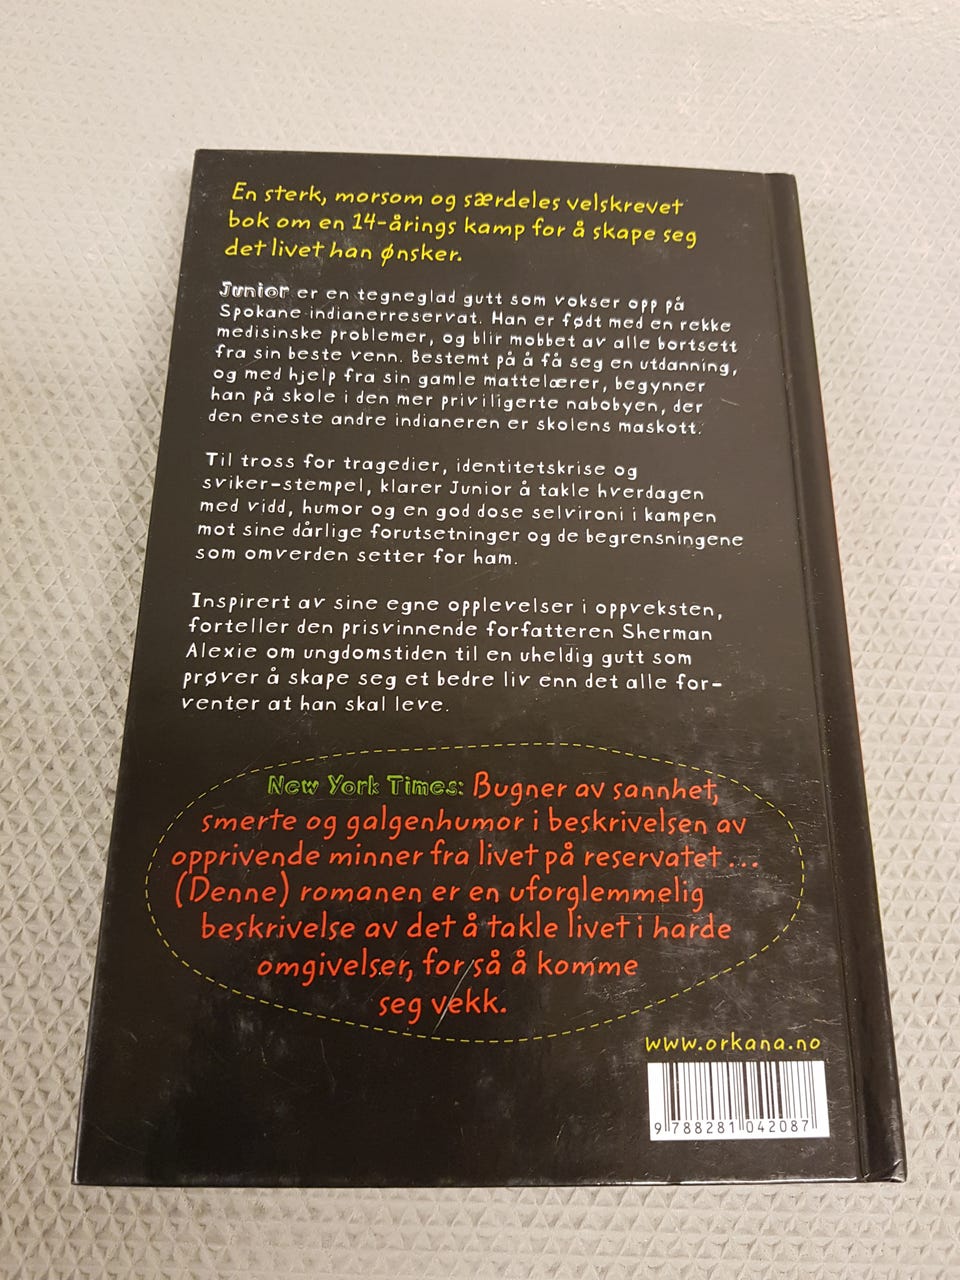 En sterk, morsom og særdeles velskrevet
bok om en 14-årings kamp for å skape seg
det livet han ønsker.
Junior er en tegneglad gutt som vokser opp på
Spokane indianerreservat. Han er født med en rekke
medisinske problemer, og blir mobbet av alle bortsett
fra sin beste venn. Bestemt på å få seg en utdanning,
og med hjelp fra sin gamle mattelærer, begynner
han på skole i den mer priviligerte nabobyen, der
den eneste andre indianeren er skolens maskott.
Til tross for tragedier, identitetskrise og
sviker-stempel, klarer Junior å takle hverdagen
med vidd, humor og en god dose selvironi i kampen
mot sine dårlige forutsetninger og de begrensningene
som omverden setter for ham.
Inspirert av sine egne opplevelser i oppveksten,
forteller den prisvinnende forfatteren Sherman
Alexie om ungdomstiden til en uheldig gutt som
prøver å skape seg et bedre liv enn det alle for-
venter at han skal leve.
New York Times: Bugner av sannhet,
smerte og galgenhumor i beskrivelsen av
opprivende minner fra livet på reservatet ...
(Denne) romanen er en uforglemmelig
beskrivelse av det å takle livet i harde
omgivelser, for så å komme
seg vekk.
www.orkana.no
9 788281 042087